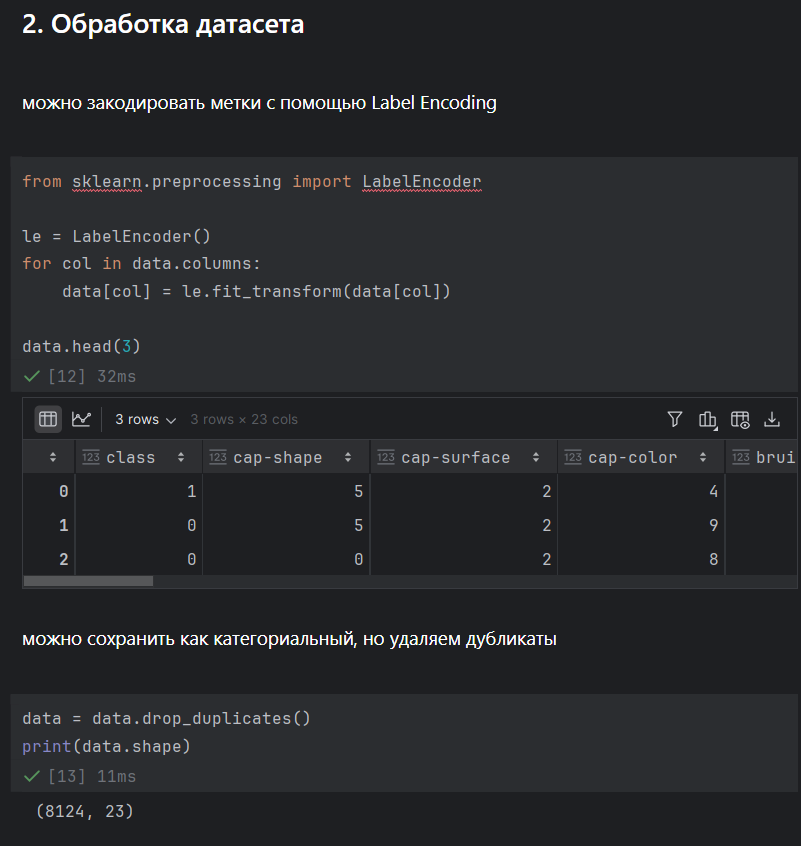 2. Обработка датасета
можно закодировать метки с помощью Label Encoding
from sklearn.preprocessing import LabelEncoder
le = LabelEncoder()
for col in data.columns:
    data[col] = le.fit_transform(data[col])
data.head(3)
[12] 32ms
3 rows 3 rows × 23 cols
123 class 123 cap-shape 123 cap-surface 123 cap-color 123 brui
0 1 5 2 4
1 0 5 2 9
2 0 0 2 8
можно сохранить как категориальный, но удаляем дубликаты
data = data.drop_duplicates()
print(data.shape)
[13] 11ms
(8124, 23)